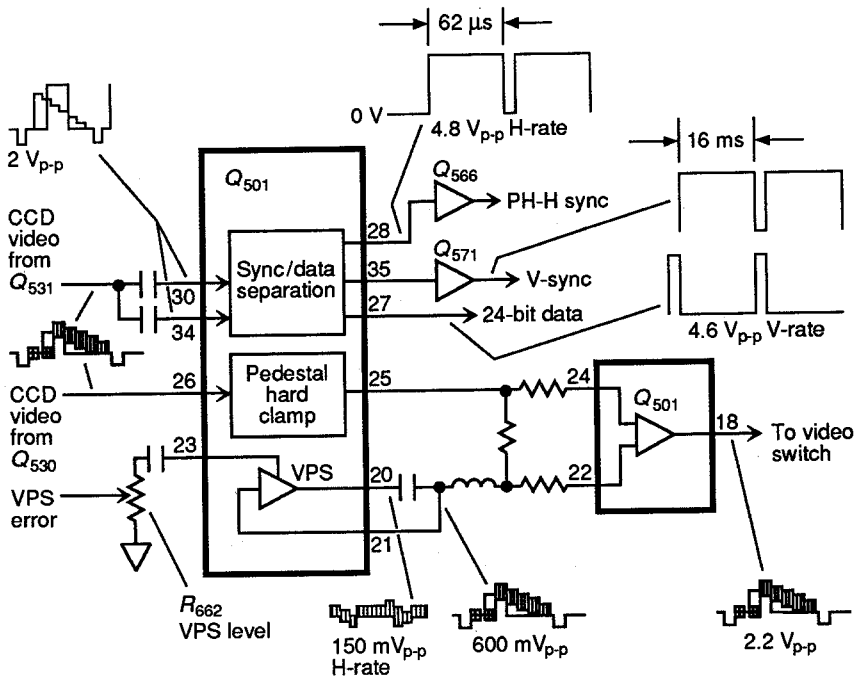 62 µs
0 V
4.8 Vp-p H-rate
2 Vp-p
16 ms
Q501
Q566
PH-H sync
28
CCD
video
from
Q531
30
34
Sync/data
separation
35
Q571
V-sync
27
24-bit data
4.6 Vp-p V-rate
26
Pedestal
hard
clamp
25
24
Q501
18
To video
switch
CCD
video
from
Q530
23
VPS
20
22
VPS
error
21
R662
VPS level
150 mVp-p
H-rate
600 mVp-p
2.2 Vp-p